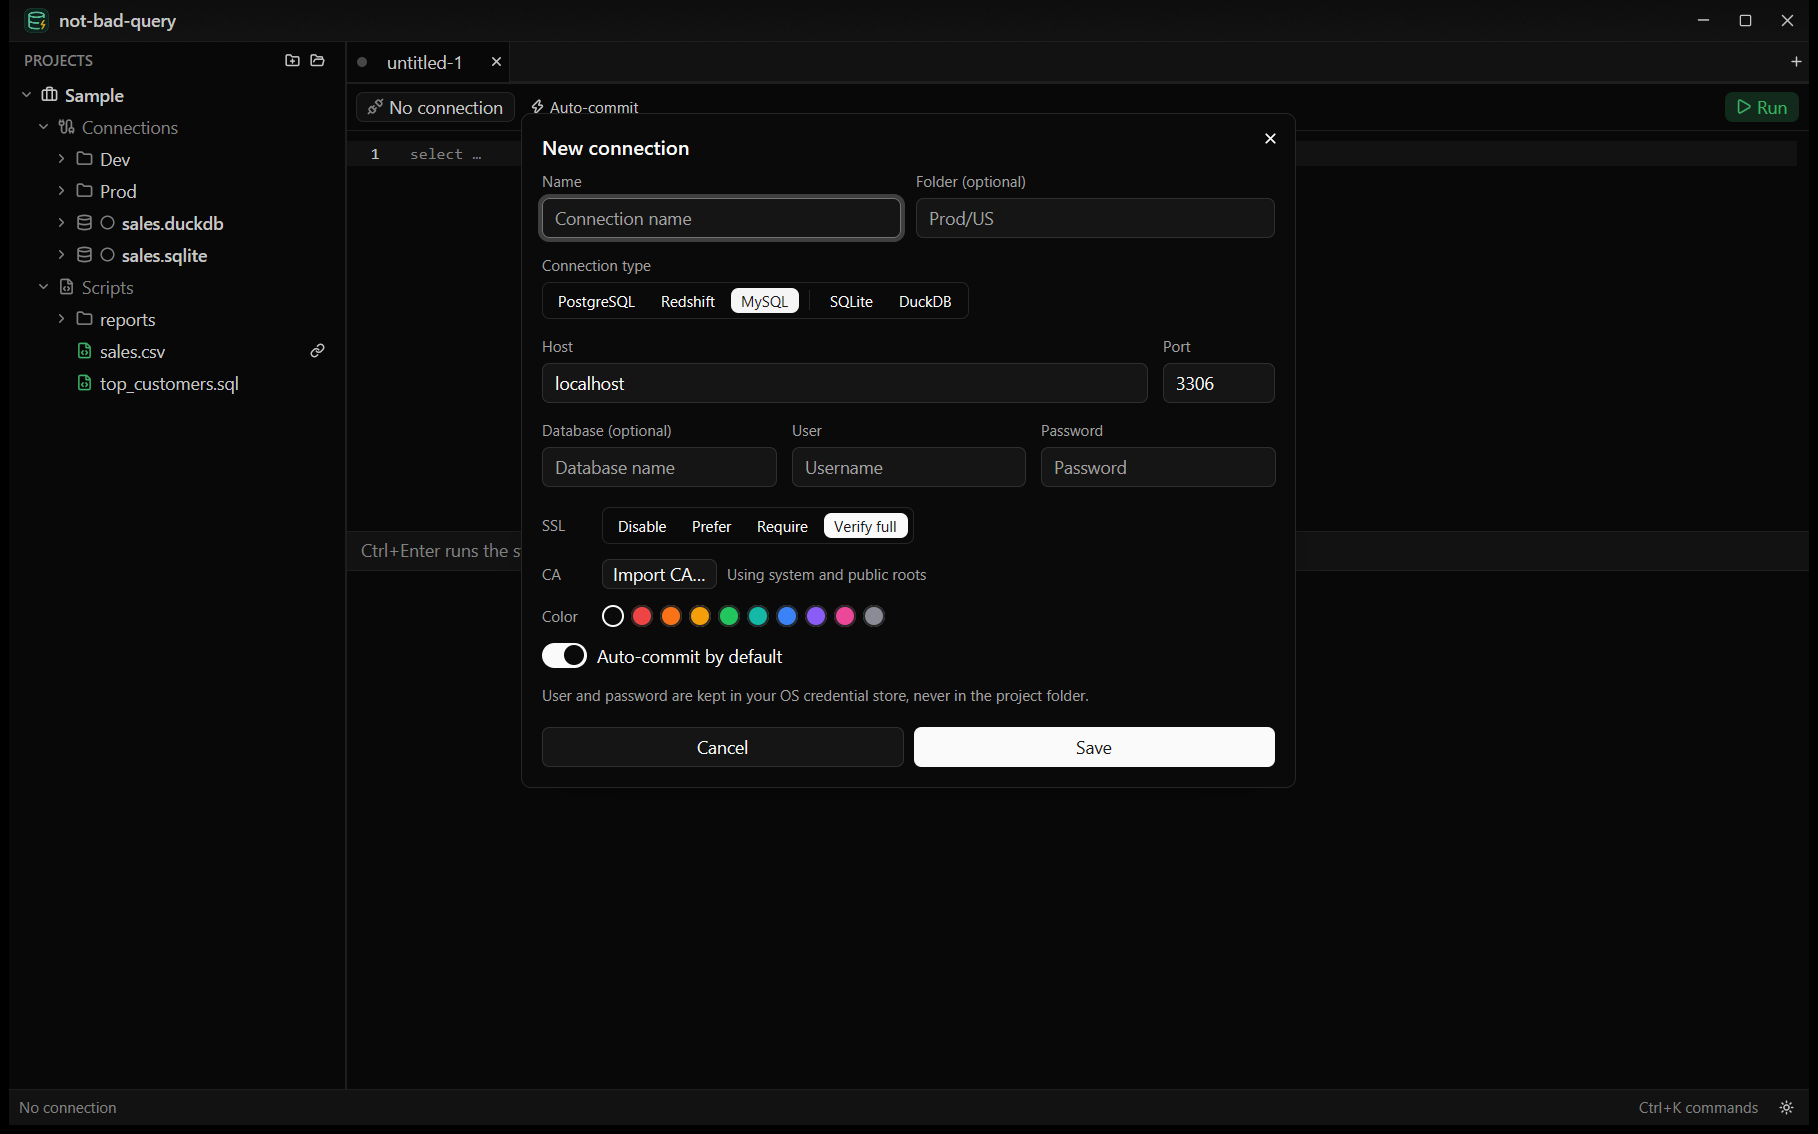 not-bad-query
PROJECTS
Sample
Connections
Dev
Prod
sales.duckdb
sales.sqlite
Scripts
reports
sales.csv
top_customers.sql
untitled-1
No connection
Auto-commit
Run
1 select …
New connection
Name
Folder (optional)
Connection name
Prod/US
Connection type
PostgreSQL Redshift MySQL SQLite DuckDB
Host
Port
localhost
3306
Database (optional)
User
Password
Database name
Username
Password
SSL Disable Prefer Require Verify full
CA Import CA... Using system and public roots
Color
Auto-commit by default
User and password are kept in your OS credential store, never in the project folder.
Cancel
Save
Ctrl+Enter runs the s
No connection
Ctrl+K commands